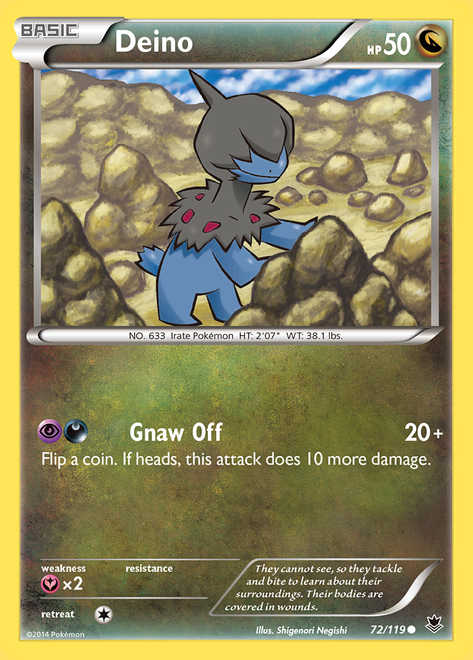 BASIC
Deino
HP50
NO. 633 Irate Pokémon HT: 2'07" WT: 38.1 lbs.
Gnaw Off 20+
Flip a coin. If heads, this attack does 10 more damage.
weakness resistance
×2
retreat
They cannot see, so they tackle
and bite to learn about their
surroundings. Their bodies are
covered in wounds.
©2014 Pokémon Illus. Shigenori Negishi 72/119